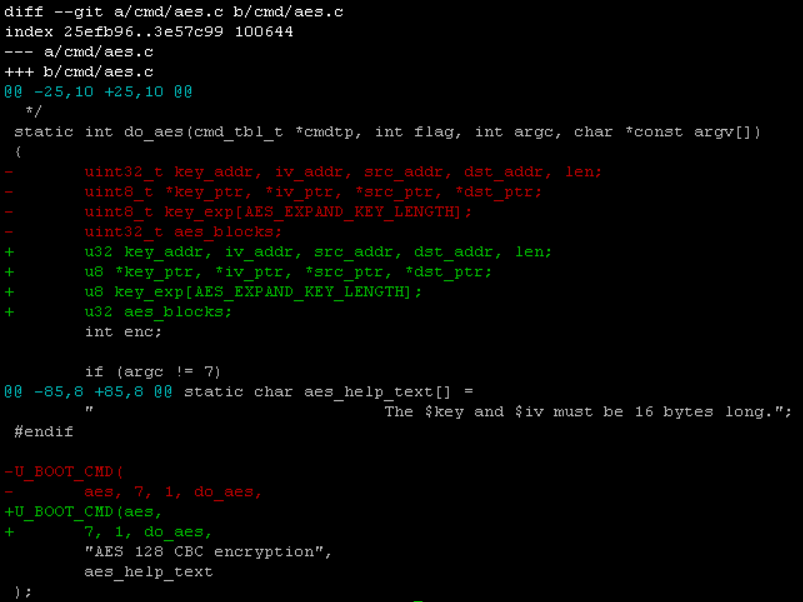 diff --git a/cmd/aes.c b/cmd/aes.c
index 25efb96..3e57c99 100644
--- a/cmd/aes.c
+++ b/cmd/aes.c
@@ -25,10 +25,10 @@
  */
 static int do_aes(cmd_tbl_t *cmdtp, int flag, int argc, char *const argv[])
 {
-       uint32_t key_addr, iv_addr, src_addr, dst_addr, len;
-       uint8_t *key_ptr, *iv_ptr, *src_ptr, *dst_ptr;
-       uint8_t key_exp[AES_EXPAND_KEY_LENGTH];
-       uint32_t aes_blocks;
+       u32 key_addr, iv_addr, src_addr, dst_addr, len;
+       u8 *key_ptr, *iv_ptr, *src_ptr, *dst_ptr;
+       u8 key_exp[AES_EXPAND_KEY_LENGTH];
+       u32 aes_blocks;
        int enc;

        if (argc != 7)
@@ -85,8 +85,8 @@ static char aes_help_text[] =
        "                             The $key and $iv must be 16 bytes long.";
 #endif

-U_BOOT_CMD(
-       aes, 7, 1, do_aes,
+U_BOOT_CMD(aes,
+       7, 1, do_aes,
        "AES 128 CBC encryption",
        aes_help_text
 );